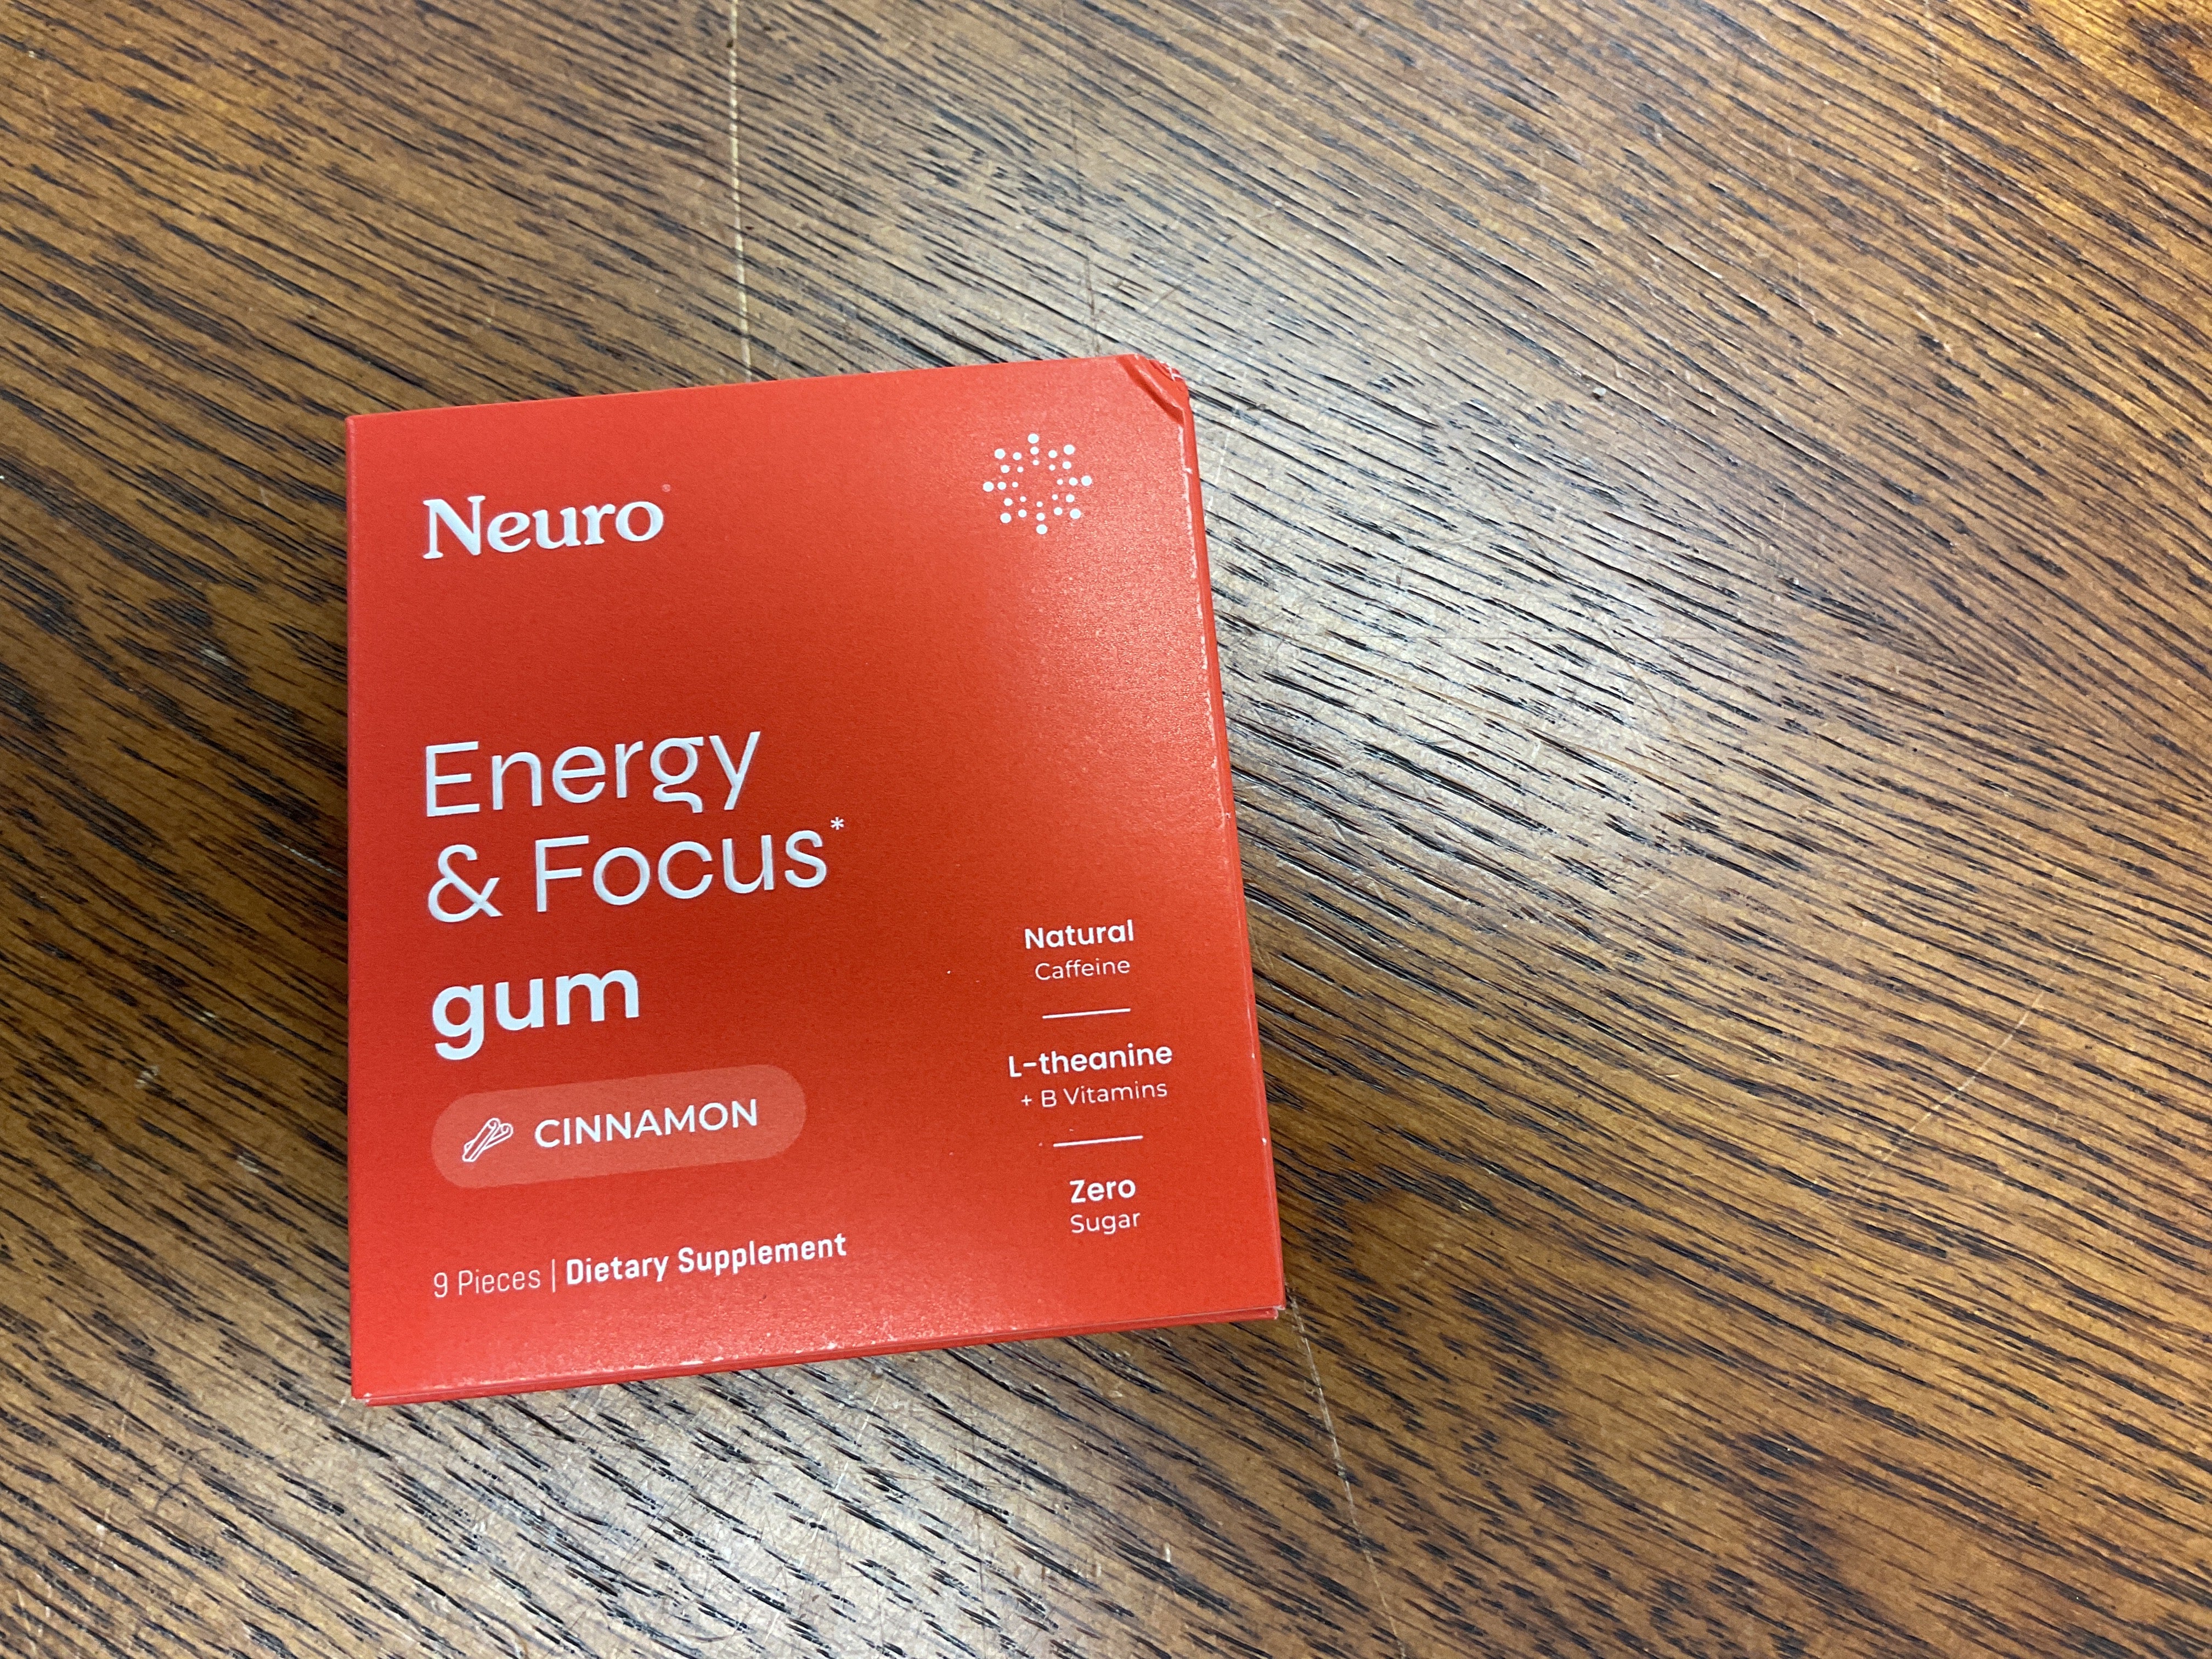 Neuro®
Energy
& Focus*
gum
CINNAMON
9 Pieces | Dietary Supplement
Natural
Caffeine
L-theanine
+ B Vitamins
Zero
Sugar